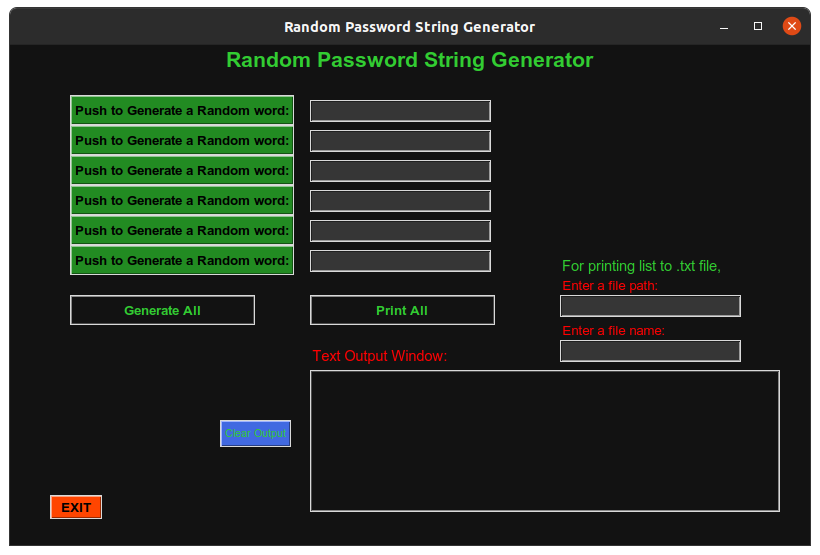 Random Password String Generator
Random Password String Generator
Push to Generate a Random word:
Push to Generate a Random word:
Push to Generate a Random word:
Push to Generate a Random word:
Push to Generate a Random word:
Push to Generate a Random word:
For printing list to .txt file,
Enter a file path:
Generate All
Print All
Enter a file name:
Text Output Window:
Clear Output
EXIT